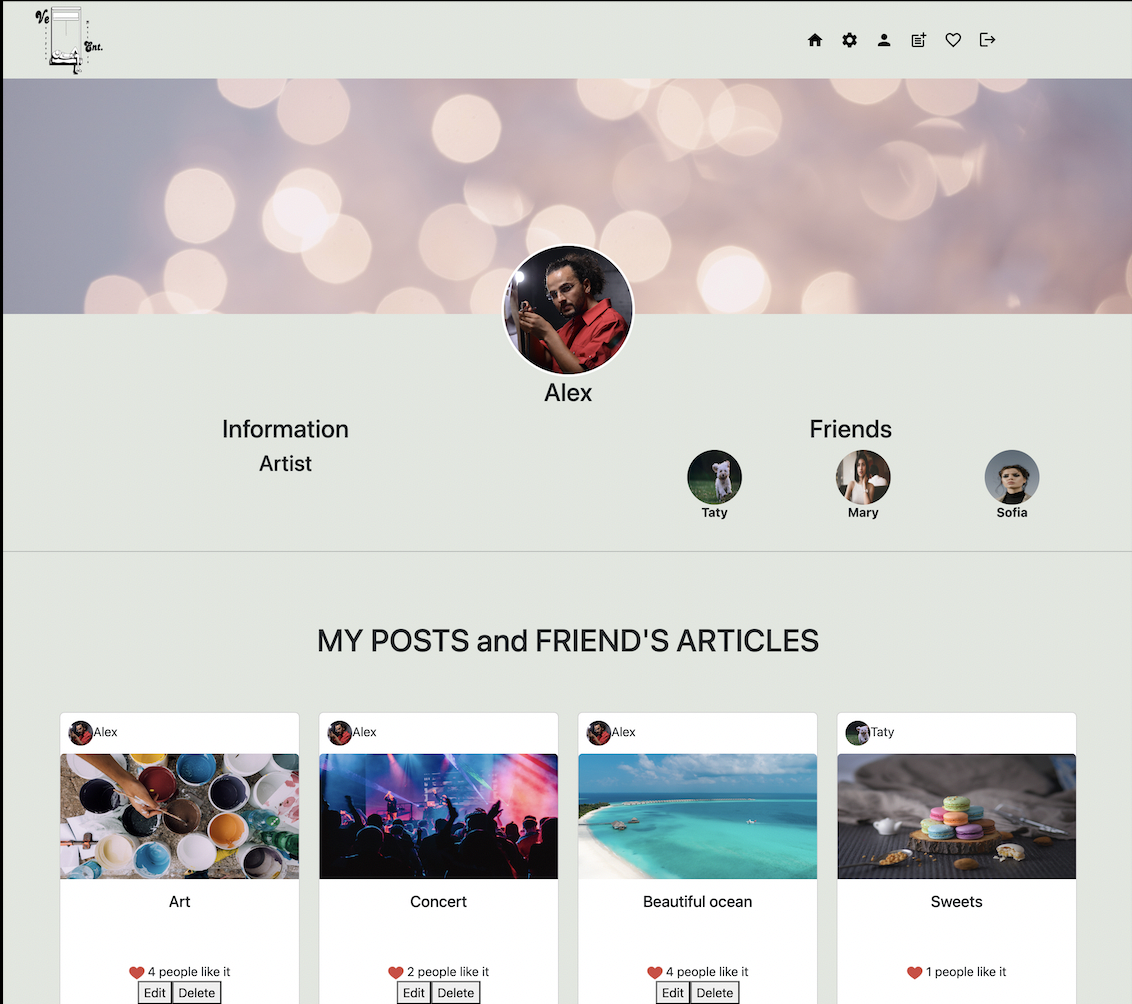 Ve
Ent.
Alex
Information
Friends
Artist
Taty
Mary
Sofia
MY POSTS and FRIEND'S ARTICLES
Alex
Alex
Alex
Taty
Art
Concert
Beautiful ocean
Sweets
4 people like it
2 people like it
4 people like it
1 people like it
Edit Delete
Edit Delete
Edit Delete